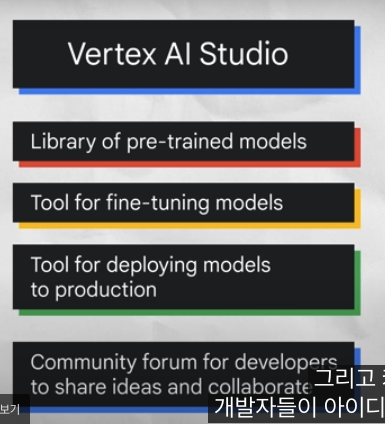 Vertex AI Studio
Library of pre-trained models
Tool for fine-tuning models
Tool for deploying models
to production
Community forum for developers
to share ideas and collaborate
그리고
보기
개발자들이 아이디